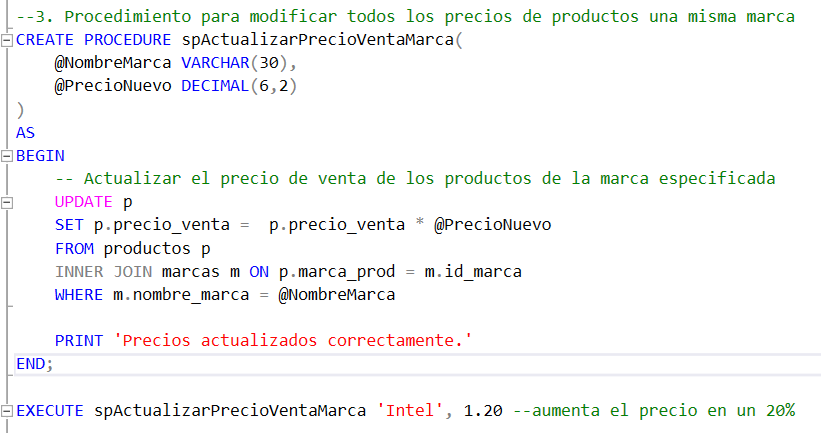 --3. Procedimiento para modificar todos los precios de productos una misma marca
CREATE PROCEDURE spActualizarPrecioVentaMarca(
    @NombreMarca VARCHAR(30),
    @PrecioNuevo DECIMAL(6,2)
)
AS
BEGIN
    -- Actualizar el precio de venta de los productos de la marca especificada
    UPDATE p
    SET p.precio_venta =  p.precio_venta * @PrecioNuevo
    FROM productos p
    INNER JOIN marcas m ON p.marca_prod = m.id_marca
    WHERE m.nombre_marca = @NombreMarca

    PRINT 'Precios actualizados correctamente.'
END;

EXECUTE spActualizarPrecioVentaMarca 'Intel', 1.20 --aumenta el precio en un 20%